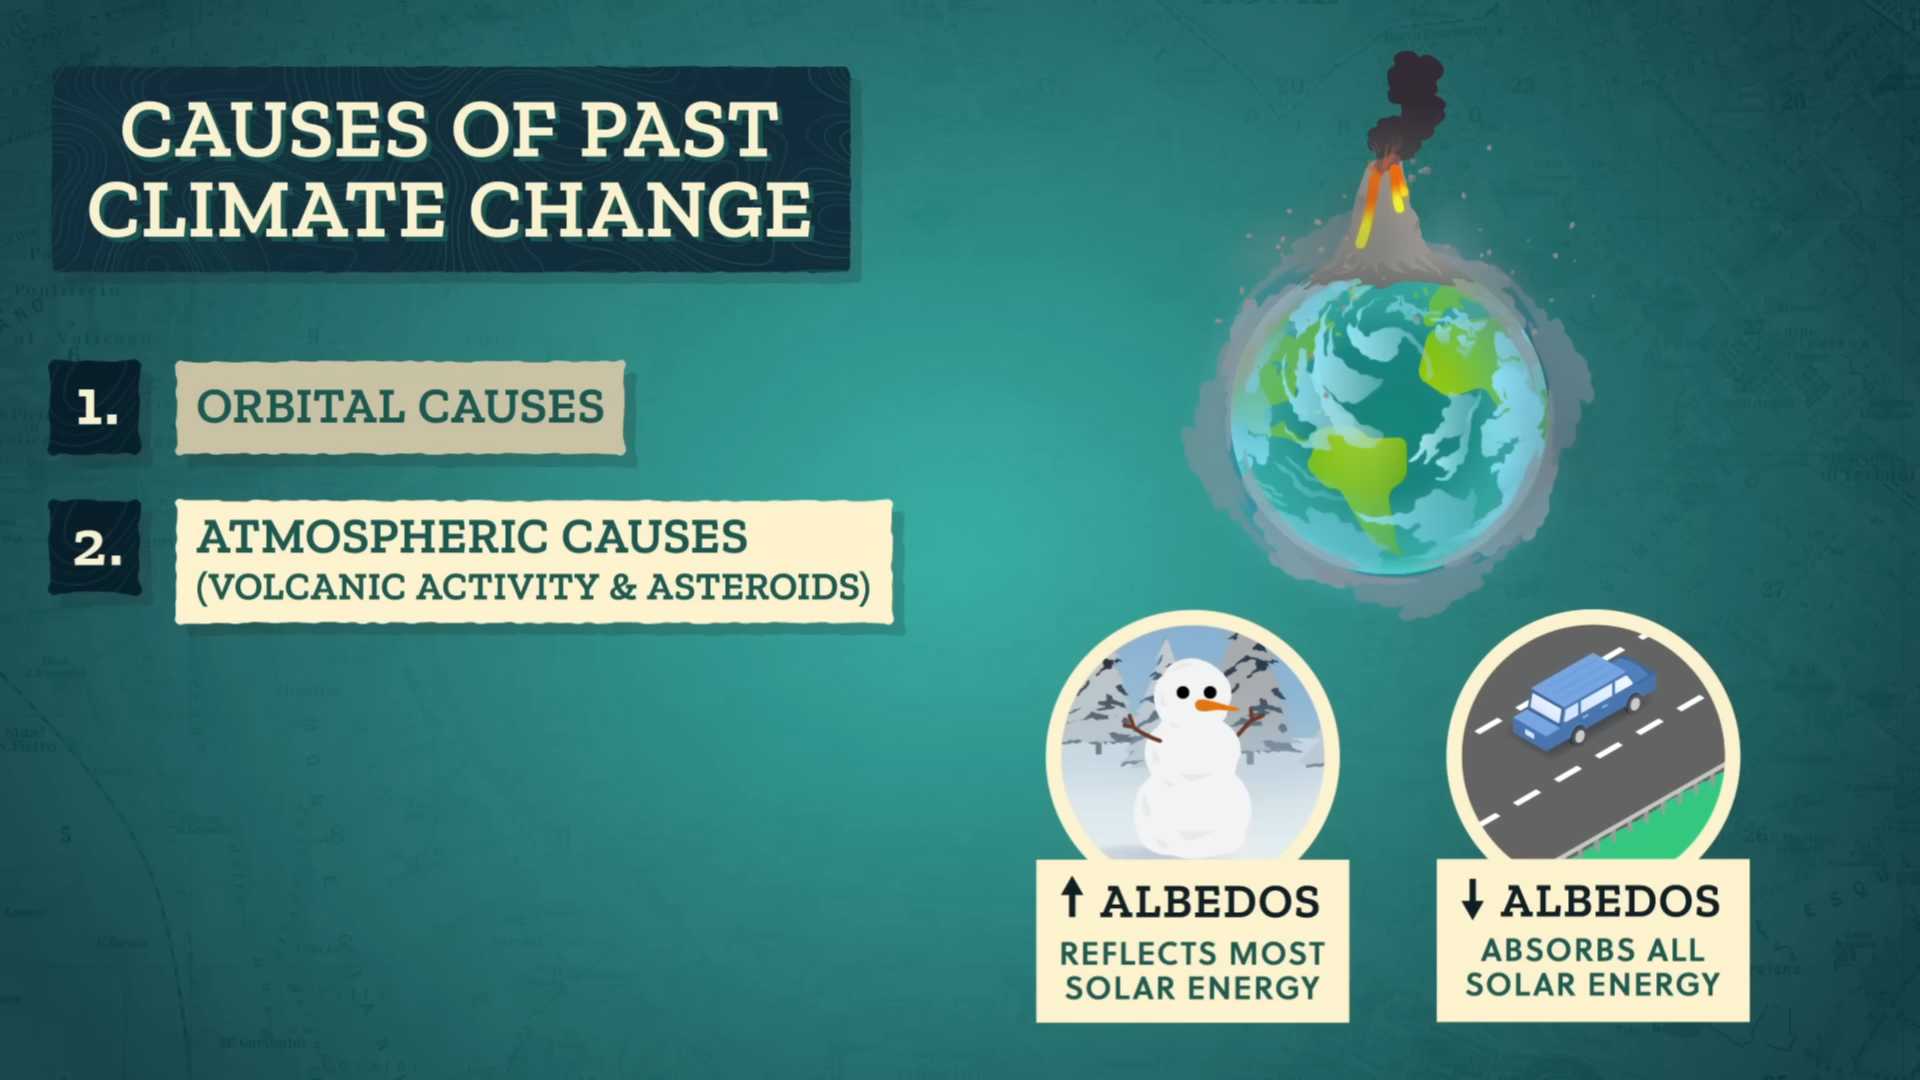 CAUSES OF PAST
CLIMATE CHANGE
1.
ORBITAL CAUSES
2.
ATMOSPHERIC CAUSES
(VOLCANIC ACTIVITY & ASTEROIDS)
↑ ALBEDOS
REFLECTS MOST
SOLAR ENERGY
↓ ALBEDOS
ABSORBS ALL
SOLAR ENERGY